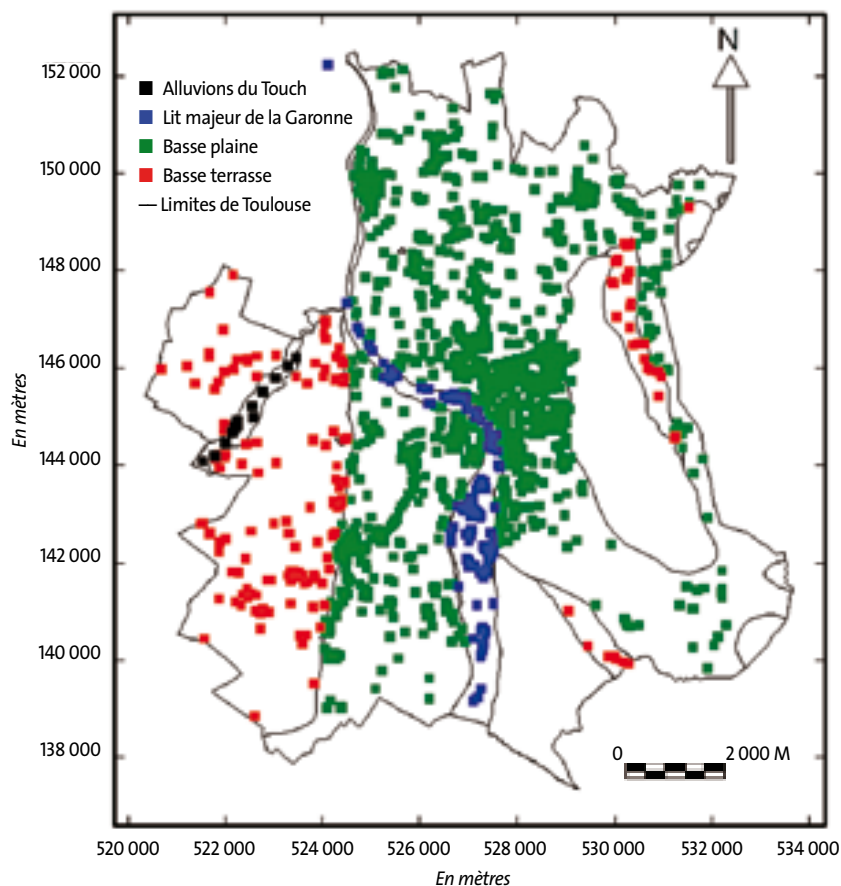 N
152 000
Alluvions du Touch
Lit majeur de la Garonne
Basse plaine
Basse terrasse
Limites de Toulouse
150 000
148 000
146 000
144 000
142 000
140 000
138 000
En mètres
0 2 000 M
520 000 522 000 524 000 526 000 528 000 530 000 532 000 534 000
En mètres